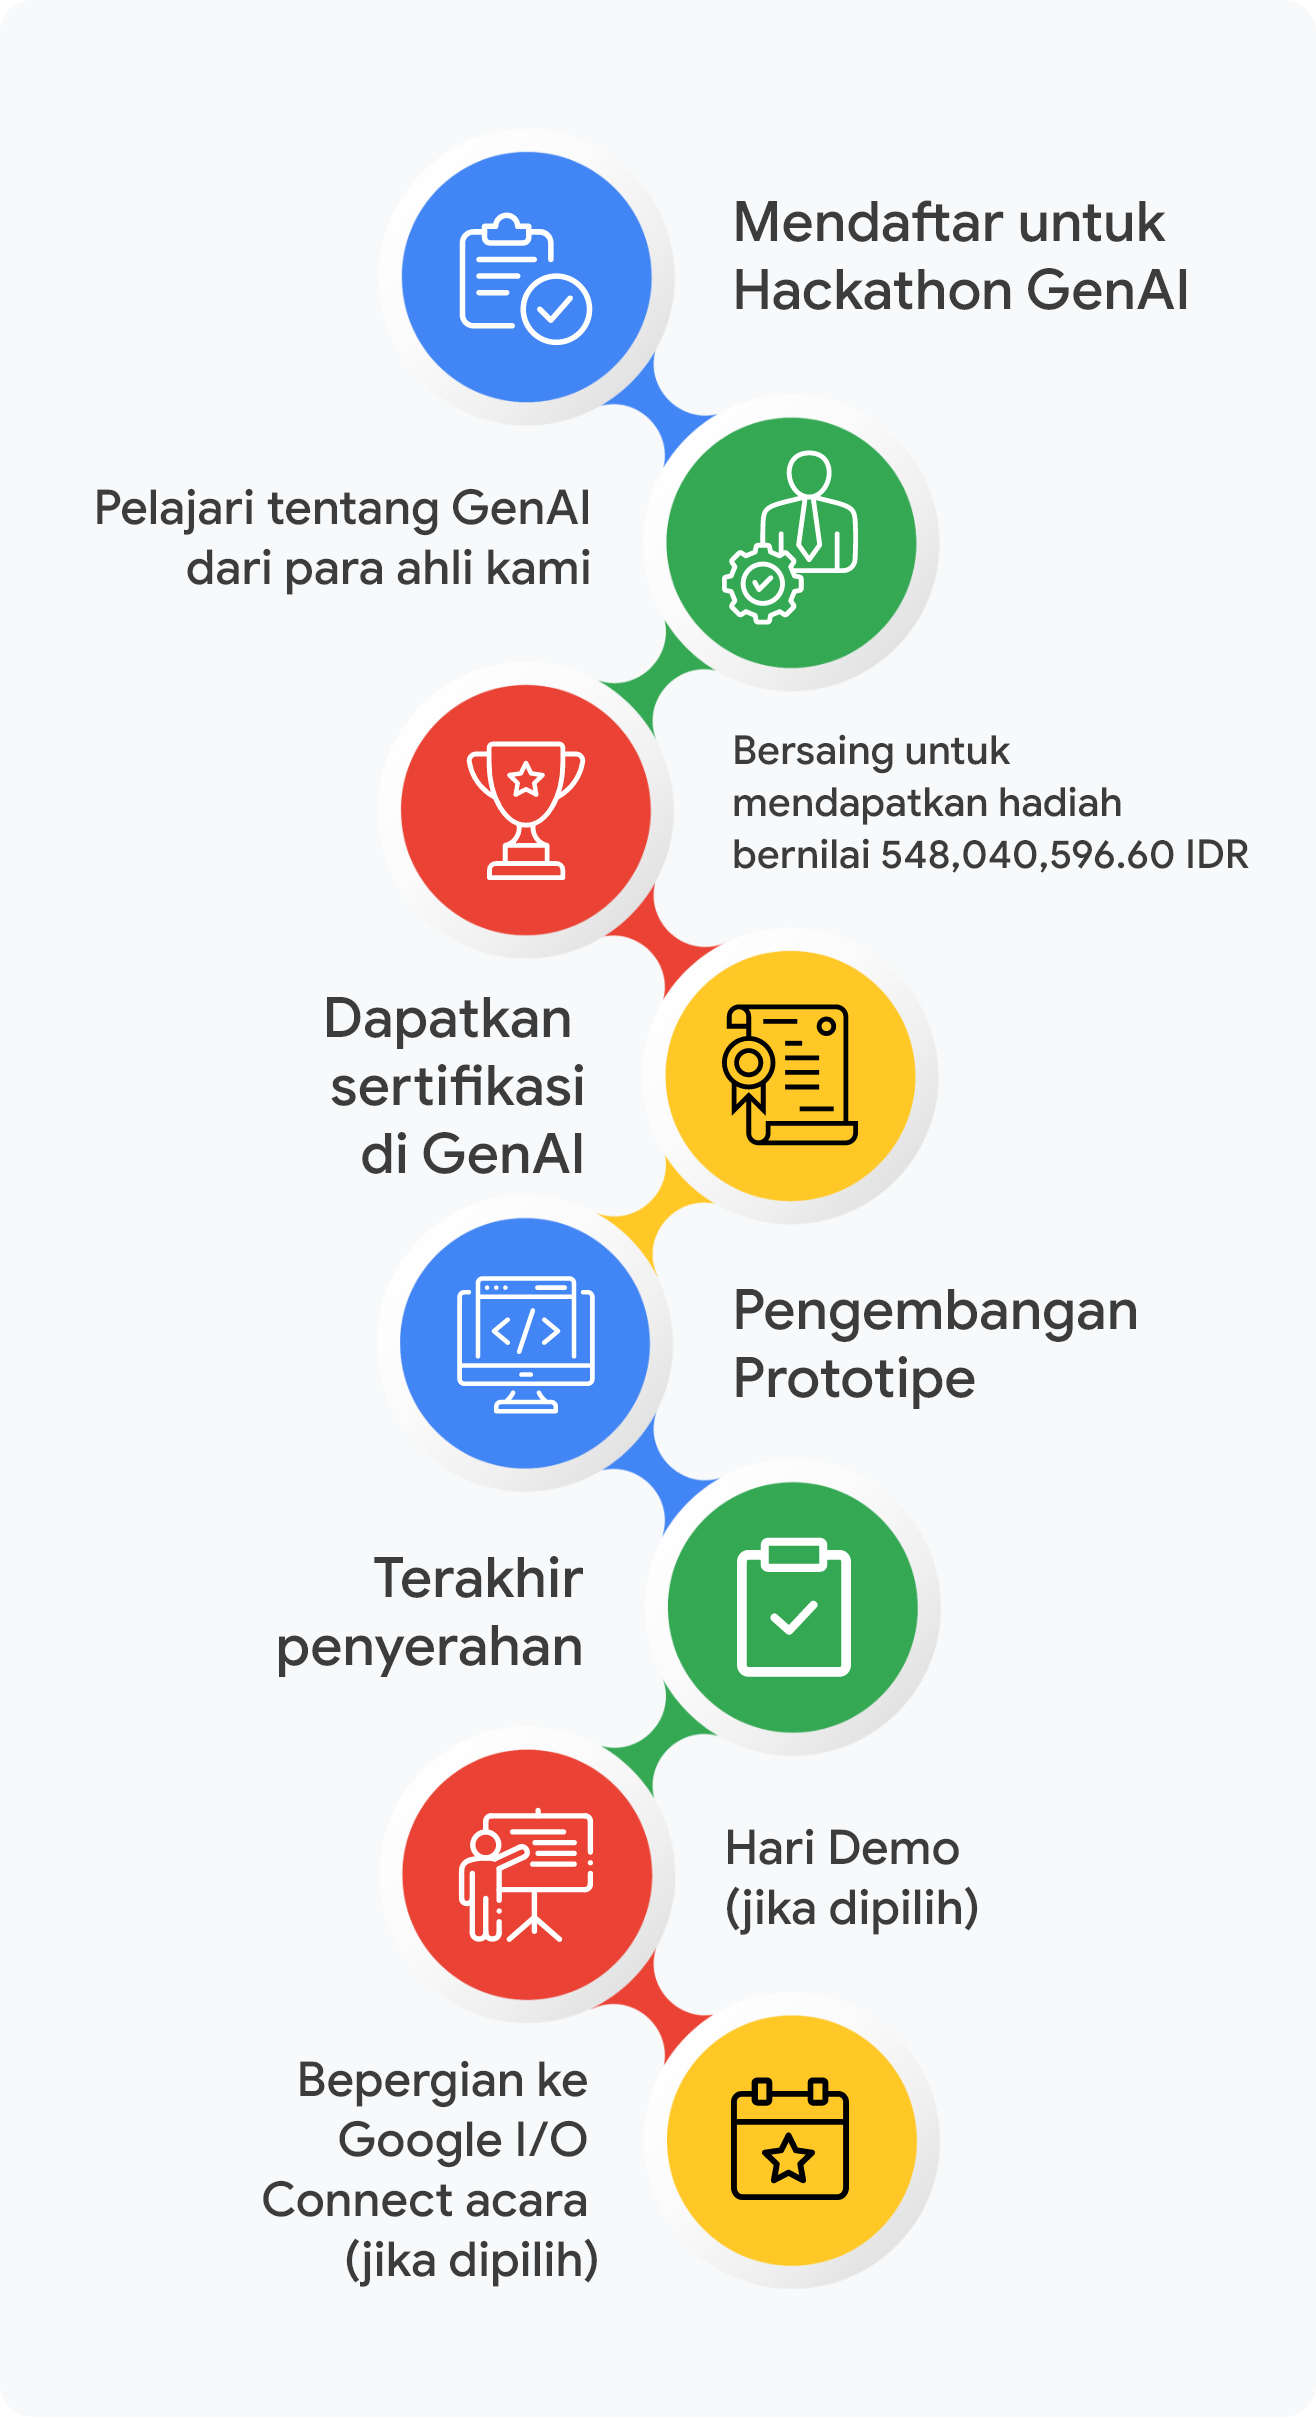 Mendaftar untuk
Hackathon GenAI
Pelajari tentang GenAI
dari para ahli kami
Bersaing untuk
mendapatkan hadiah
bernilai 548,040,596.60 IDR
Dapatkan
sertifikasi
di GenAI
Pengembangan
Prototipe
Terakhir
penyerahan
Hari Demo
(jika dipilih)
Bepergian ke
Google I/O
Connect acara
(jika dipilih)